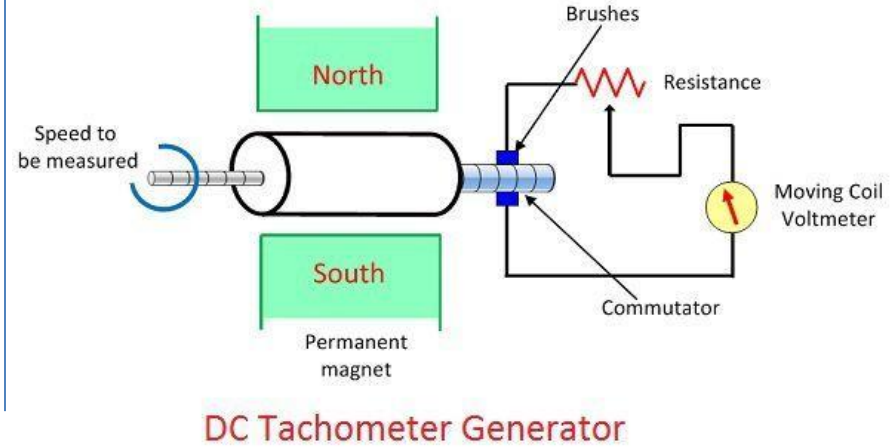 Brushes
North
Resistance
Speed to
be measured
Moving Coil
Voltmeter
South
Commutator
Permanent
magnet
DC Tachometer Generator